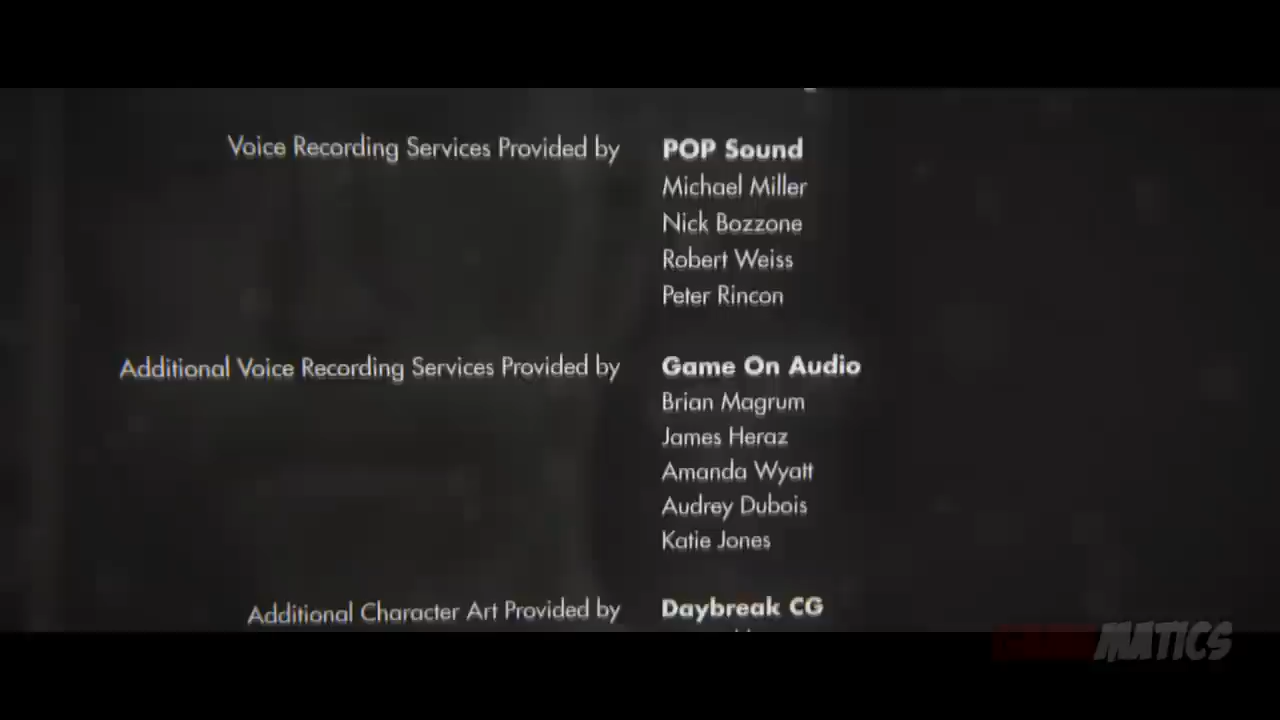 Voice Recording Services Provided by POP Sound
Michael Miller
Nick Bozzone
Robert Weiss
Peter Rincon
Additional Voice Recording Services Provided by Game On Audio
Brian Magrum
James Heraz
Amanda Wyatt
Audrey Dubois
Katie Jones
Additional Character Art Provided by Daybreak CG
GAMEMATICS